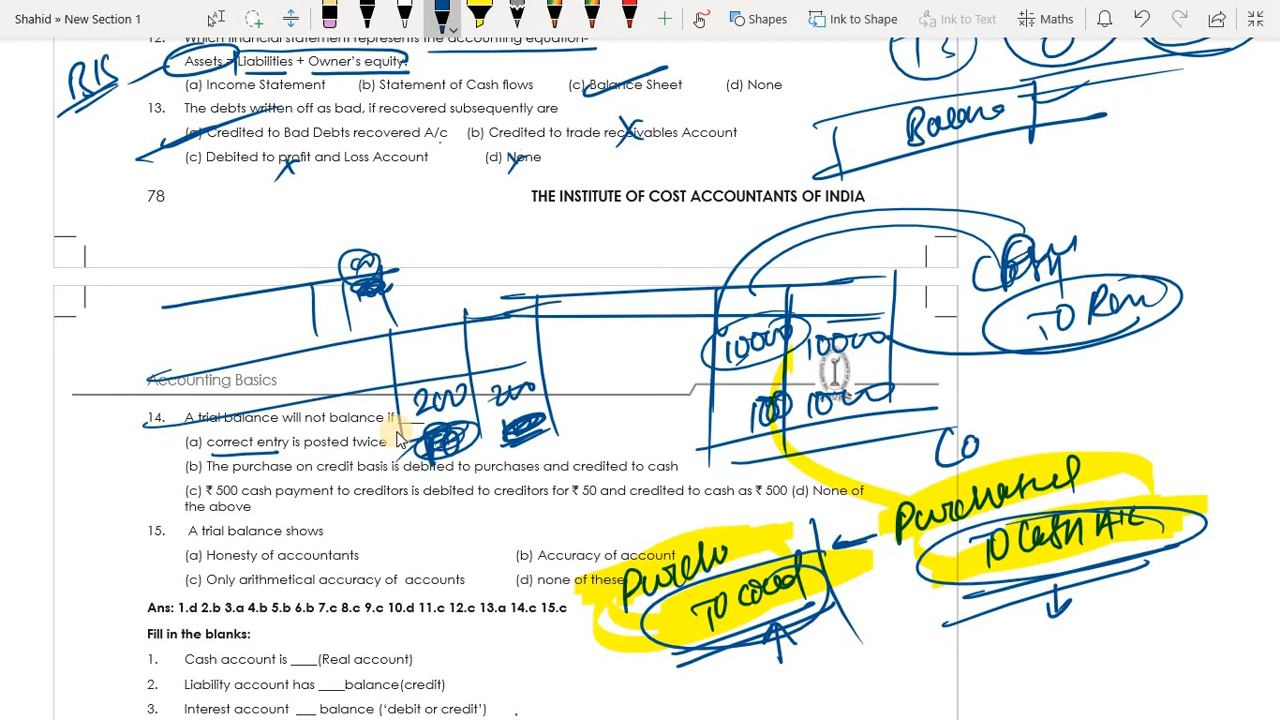 Shahid » New Section 1
Shapes
Ink to Shape
Ink to Text
Maths
12. Which financial statement represents the accounting equation-
Assets = Liabilities + Owner's equity:
(a) Income Statement (b) Statement of Cash flows (c) Balance Sheet (d) None
13. The debts written off as bad, if recovered subsequently are
(a) Credited to Bad Debts recovered A/c (b) Credited to trade receivables Account
(c) Debited to profit and Loss Account (d) None
78 THE INSTITUTE OF COST ACCOUNTANTS OF INDIA
B/S
Balance
Cash
To Ren
10000 10000
100 1000
200 200
Accounting Basics
14. A trial balance will not balance if ____
(a) correct entry is posted twice
(b) The purchase on credit basis is debited to purchases and credited to cash
(c) ₹ 500 cash payment to creditors is debited to creditors for ₹ 50 and credited to cash as ₹ 500 (d) None of
the above
Co
Purchased
To Cash A/c
15. A trial balance shows
(a) Honesty of accountants (b) Accuracy of account
(c) Only arithmetical accuracy of accounts (d) none of these
Ans: 1.d 2.b 3.a 4.b 5.b 6.b 7.c 8.c 9.c 10.d 11.c 12.c 13.a 14.c 15.c
Fill in the blanks:
1. Cash account is ____(Real account)
2. Liability account has ____balance(credit)
3. Interest account ___ balance ('debit or credit')